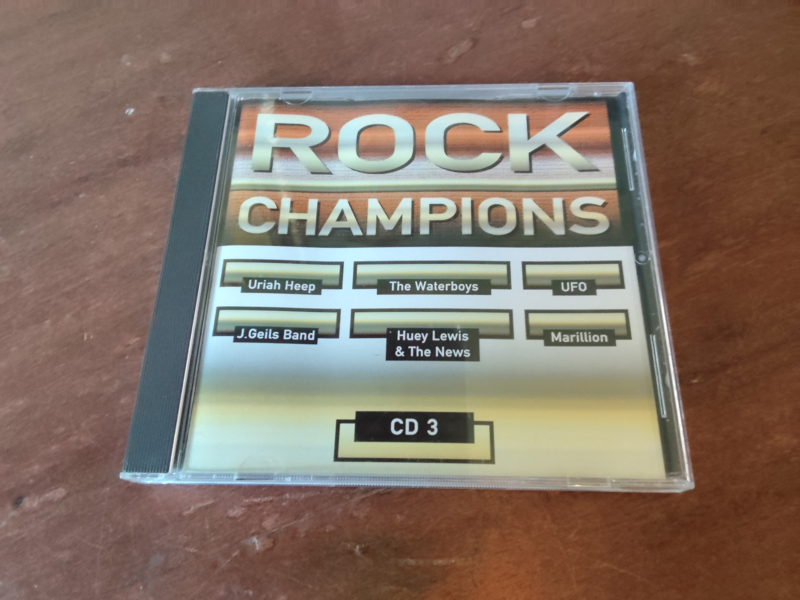 ROCK
CHAMPIONS
Uriah Heep
The Waterboys
UFO
J.Geils Band
Huey Lewis
& The News
Marillion
CD 3